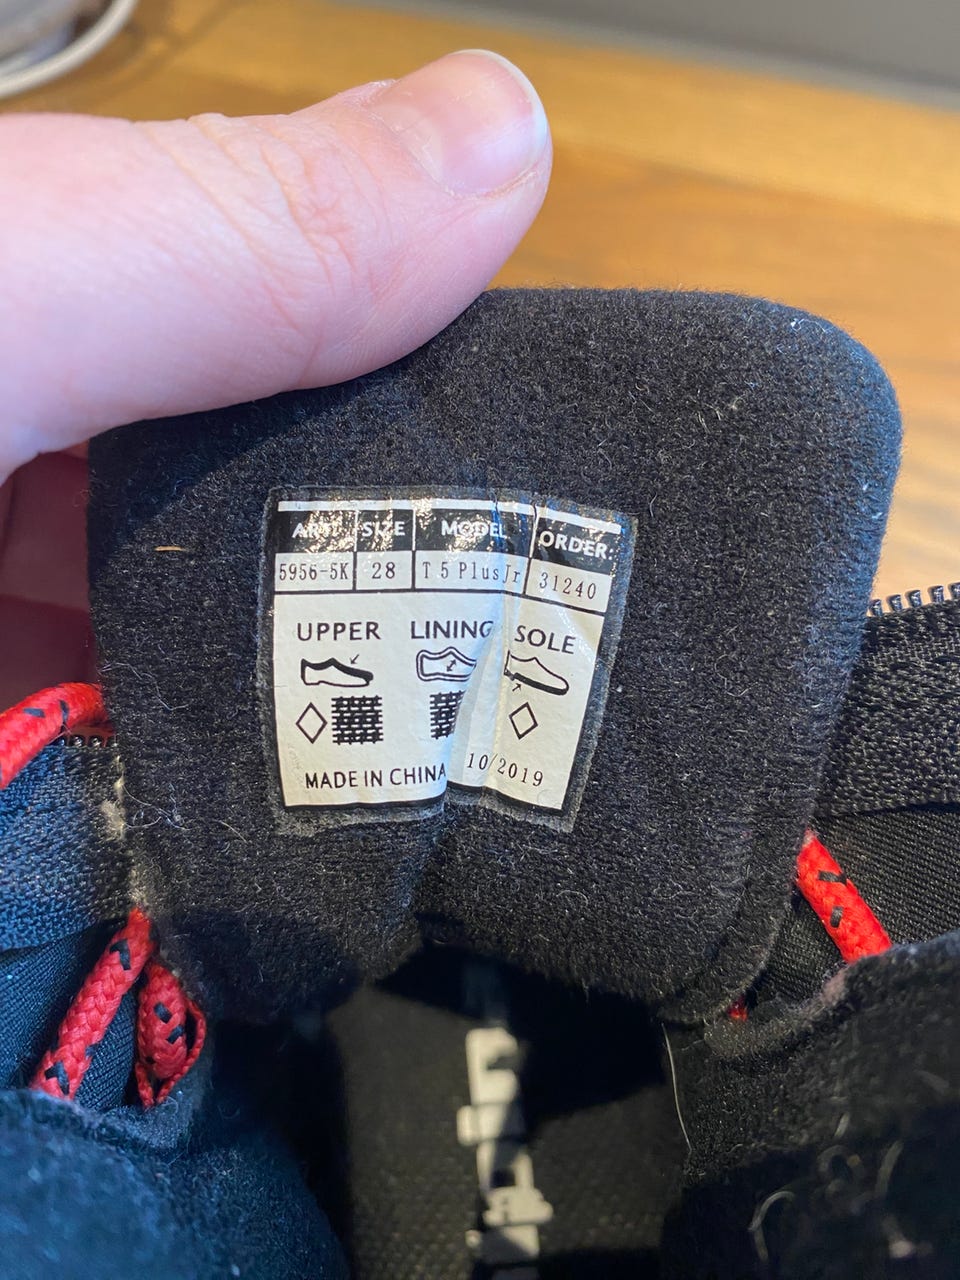 ART SIZE MODEL ORDER
5956-5K 28 T 5 Plus Jr 31240
UPPER LINING SOLE
MADE IN CHINA 10/2019